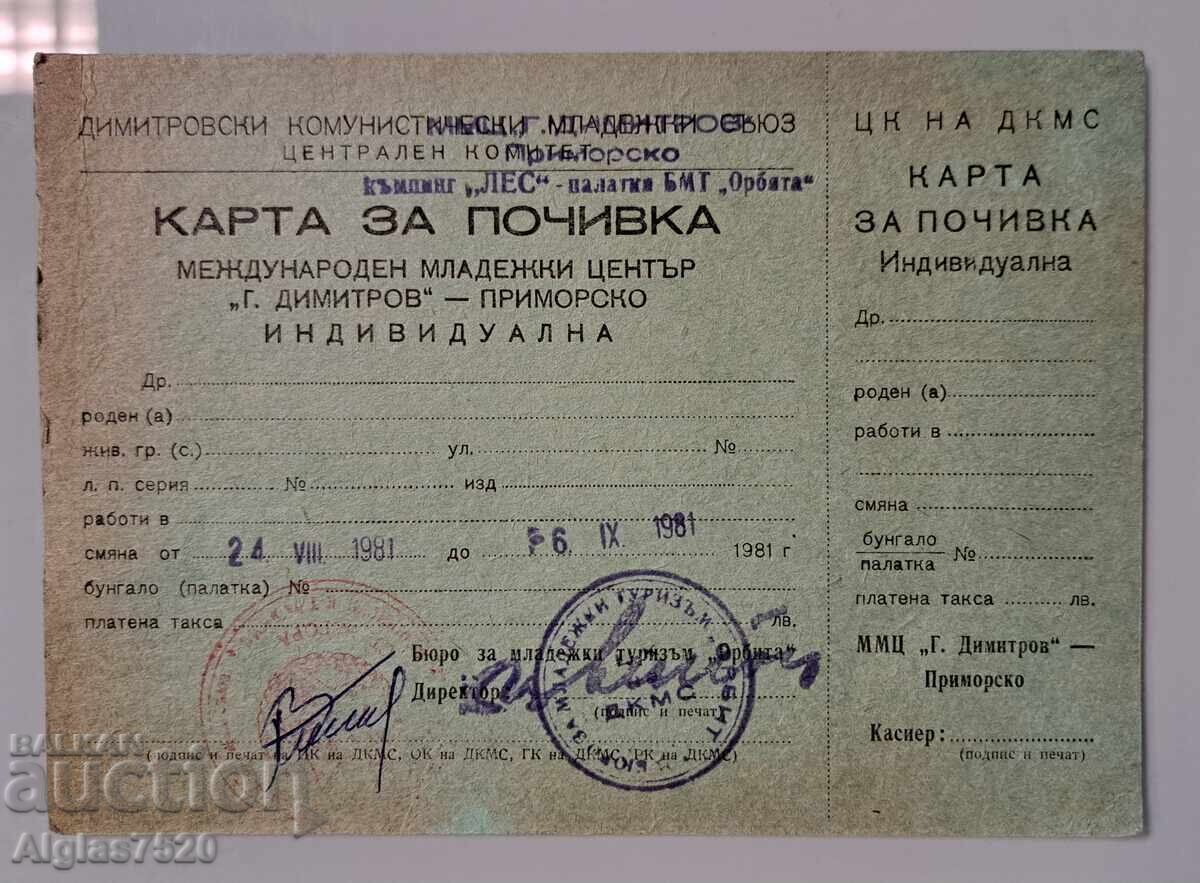 ДИМИТРОВСКИ КОМУНИСТИЧЕСКИ МЛАДЕЖКИ СЪЮЗ
ЦЕНТРАЛЕН КОМИТЕТ
Приморско
къмпинг „ЛЕС“ - палатки БМТ „Орбита“
КАРТА ЗА ПОЧИВКА
МЕЖДУНАРОДЕН МЛАДЕЖКИ ЦЕНТЪР
„Г. ДИМИТРОВ“ — ПРИМОРСКО
ИНДИВИДУАЛНА
Др.
роден (а)
жив. гр. (с.) ул. №
л. п. серия № изд
работи в
смяна от 24. VIII 1981 до 6. IX 1981 1981 г
бунгало (палатка) №
платена такса лв.
Бюро за младежки туризъм „Орбита“
Директор:
(подпис и печат)
(подпис и печат на ЦК на ДКМС, ОК на ДКМС, ГК на ДКМС, РК на ДКМС)
ДКМС
ЦК НА ДКМС
КАРТА
ЗА ПОЧИВКА
Индивидуална
Др.
роден (а)
работи в
смяна
бунгало
палатка №
платена такса лв.
ММЦ „Г. Димитров“ —
Приморско
Касиер:
(подпис и печат)
BALKAN
auction
Alglas7520